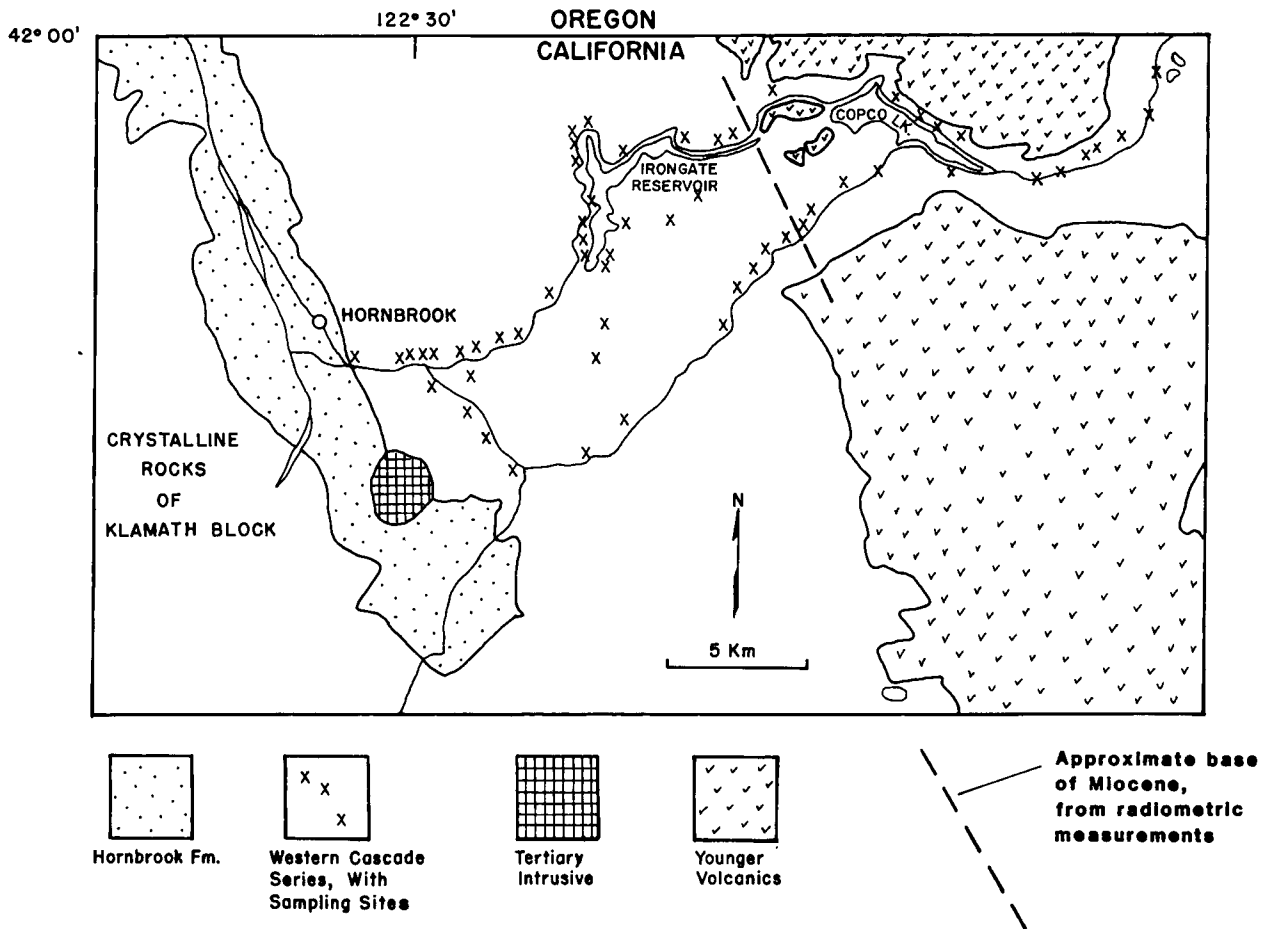 122° 30'
OREGON
42° 00'
CALIFORNIA
COPCO LK.
IRONGATE
RESERVOIR
HORNBROOK
CRYSTALLINE
ROCKS
OF
KLAMATH BLOCK
N
5 Km
Hornbrook Fm.
Western Cascade
Series, With
Sampling Sites
Tertiary
Intrusive
Younger
Volcanics
Approximate base
of Miocene,
from radiometric
measurements